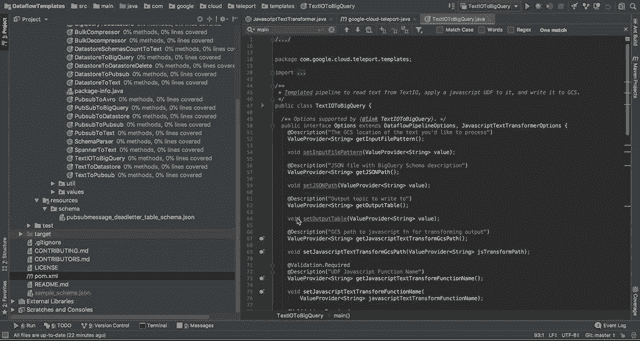 DataflowTemplates src main java com google cloud teleport templates TextIOToBigQuery
TextIOToBigQuery
JavascriptTextTransformer.java
google-cloud-teleport-java
TextIOToBigQuery.java
Project
main
Match Case
Words
Regex
One match
BulkCompressor 0% methods, 0% lines covered
BulkDecompressor 0% methods, 0% lines covered
DatastoreSchemasCountToText 0% methods, 0% lines
DatastoreToBigQuery 0% methods, 0% lines covered
DatastoreToDatastoreDelete 0% methods, 0% lines
DatastoreToPubsub 0% methods, 0% lines covered
DatastoreToText 0% methods, 0% lines covered
package-info.java
PubsubToAvro 0% methods, 0% lines covered
PubSubToBigQuery 0% methods, 0% lines covered
PubsubToDatastore 0% methods, 0% lines covered
PubsubToPubsub 0% methods, 0% lines covered
PubsubToText 0% methods, 0% lines covered
SchemaParser 0% methods, 0% lines covered
SpannerToText 0% methods, 0% lines covered
TextIOToBigQuery 0% methods, 0% lines covered
TextToDatastore 0% methods, 0% lines covered
TextToPubsub 0% methods, 0% lines covered
util
values
resources
schema
pubsubmessage_deadletter_table_schema.json
test
target
.gitignore
CONTRIBUTING.md
CONTRIBUTORS.md
LICENSE
pom.xml
README.md
sample_schema.json
External Libraries
Scratches and Consoles
/.../
package com.google.cloud.teleport.templates;
import ...
/**
* Templated pipeline to read text from TextIO, apply a javascript UDF to it, and write it to GCS.
*/
public class TextIOToBigQuery {
/** Options supported by {@link TextIOToBigQuery}. */
public interface Options extends DataflowPipelineOptions, JavascriptTextTransformerOptions {
@Description("The GCS location of the text you'd like to process")
ValueProvider<String> getInputFilePattern();
void setInputFilePattern(ValueProvider<String> value);
@Description("JSON file with BigQuery Schema description")
ValueProvider<String> getJSONPath();
void setJSONPath(ValueProvider<String> value);
@Description("Output topic to write to")
ValueProvider<String> getOutputTable();
void setOutputTable(ValueProvider<String> value);
@Description("GCS path to javascript fn for transforming output")
ValueProvider<String> getJavascriptTextTransformGcsPath();
void setJavascriptTextTransformGcsPath(ValueProvider<String> jsTransformPath);
@Validation.Required
@Description("UDF Javascript Function Name")
ValueProvider<String> getJavascriptTextTransformFunctionName();
void setJavascriptTextTransformFunctionName(
ValueProvider<String> javascriptTextTransformFunctionName);
TextIOToBigQuery main()
Ant Build
Maven Projects
2: Structure
2: Favorites
4: Run
6: TODO
9: Version Control
Terminal
0: Messages
Event Log
All files are up-to-date (22 minutes ago)
93:1 LF UTF-8 Git: master